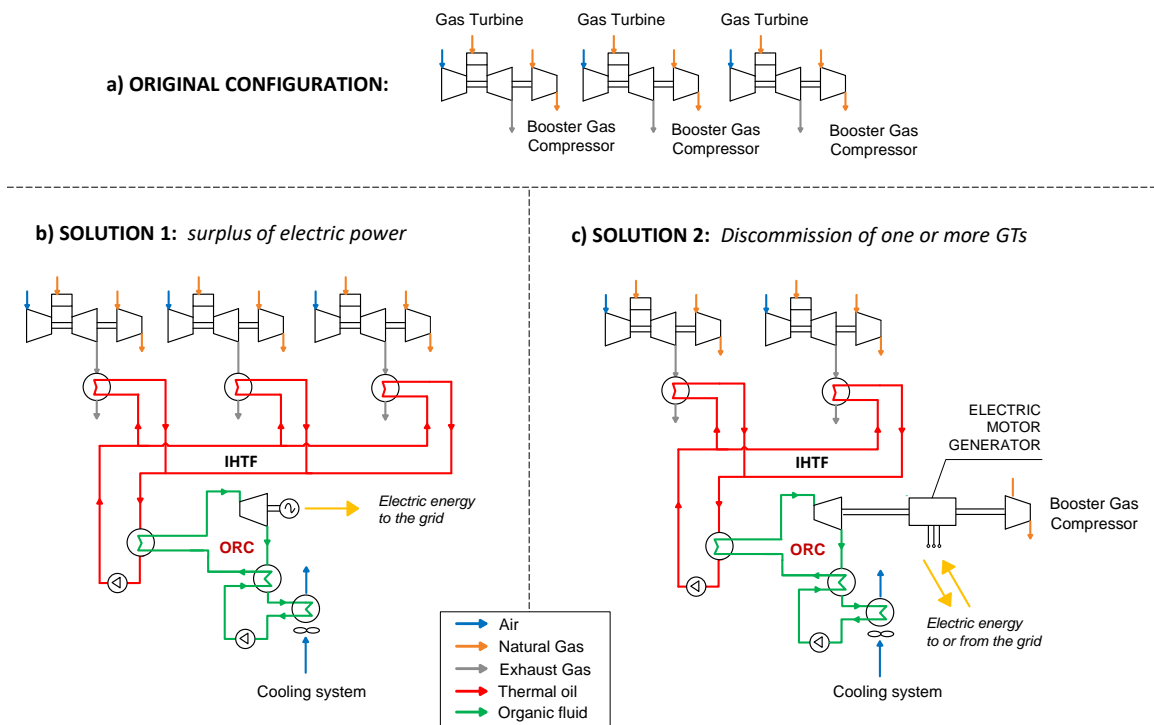 Gas Turbine
Gas Turbine
Gas Turbine
a) ORIGINAL CONFIGURATION:
Booster Gas
Compressor
Booster Gas
Compressor
Booster Gas
Compressor
b) SOLUTION 1: surplus of electric power
IHTF
Electric energy
to the grid
ORC
Cooling system
c) SOLUTION 2: Discommission of one or more GTs
ELECTRIC
MOTOR
GENERATOR
IHTF
Booster Gas
Compressor
ORC
Electric energy
to or from the grid
Cooling system
Air
Natural Gas
Exhaust Gas
Thermal oil
Organic fluid